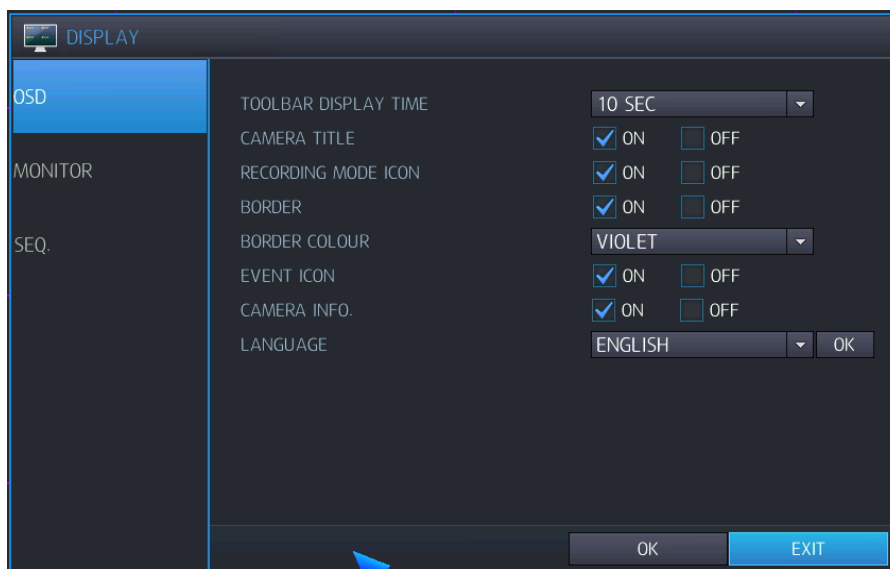 DISPLAY
OSD
MONITOR
SEQ.
TOOLBAR DISPLAY TIME 10 SEC
CAMERA TITLE ON OFF
RECORDING MODE ICON ON OFF
BORDER ON OFF
BORDER COLOUR VIOLET
EVENT ICON ON OFF
CAMERA INFO. ON OFF
LANGUAGE ENGLISH OK
OK EXIT